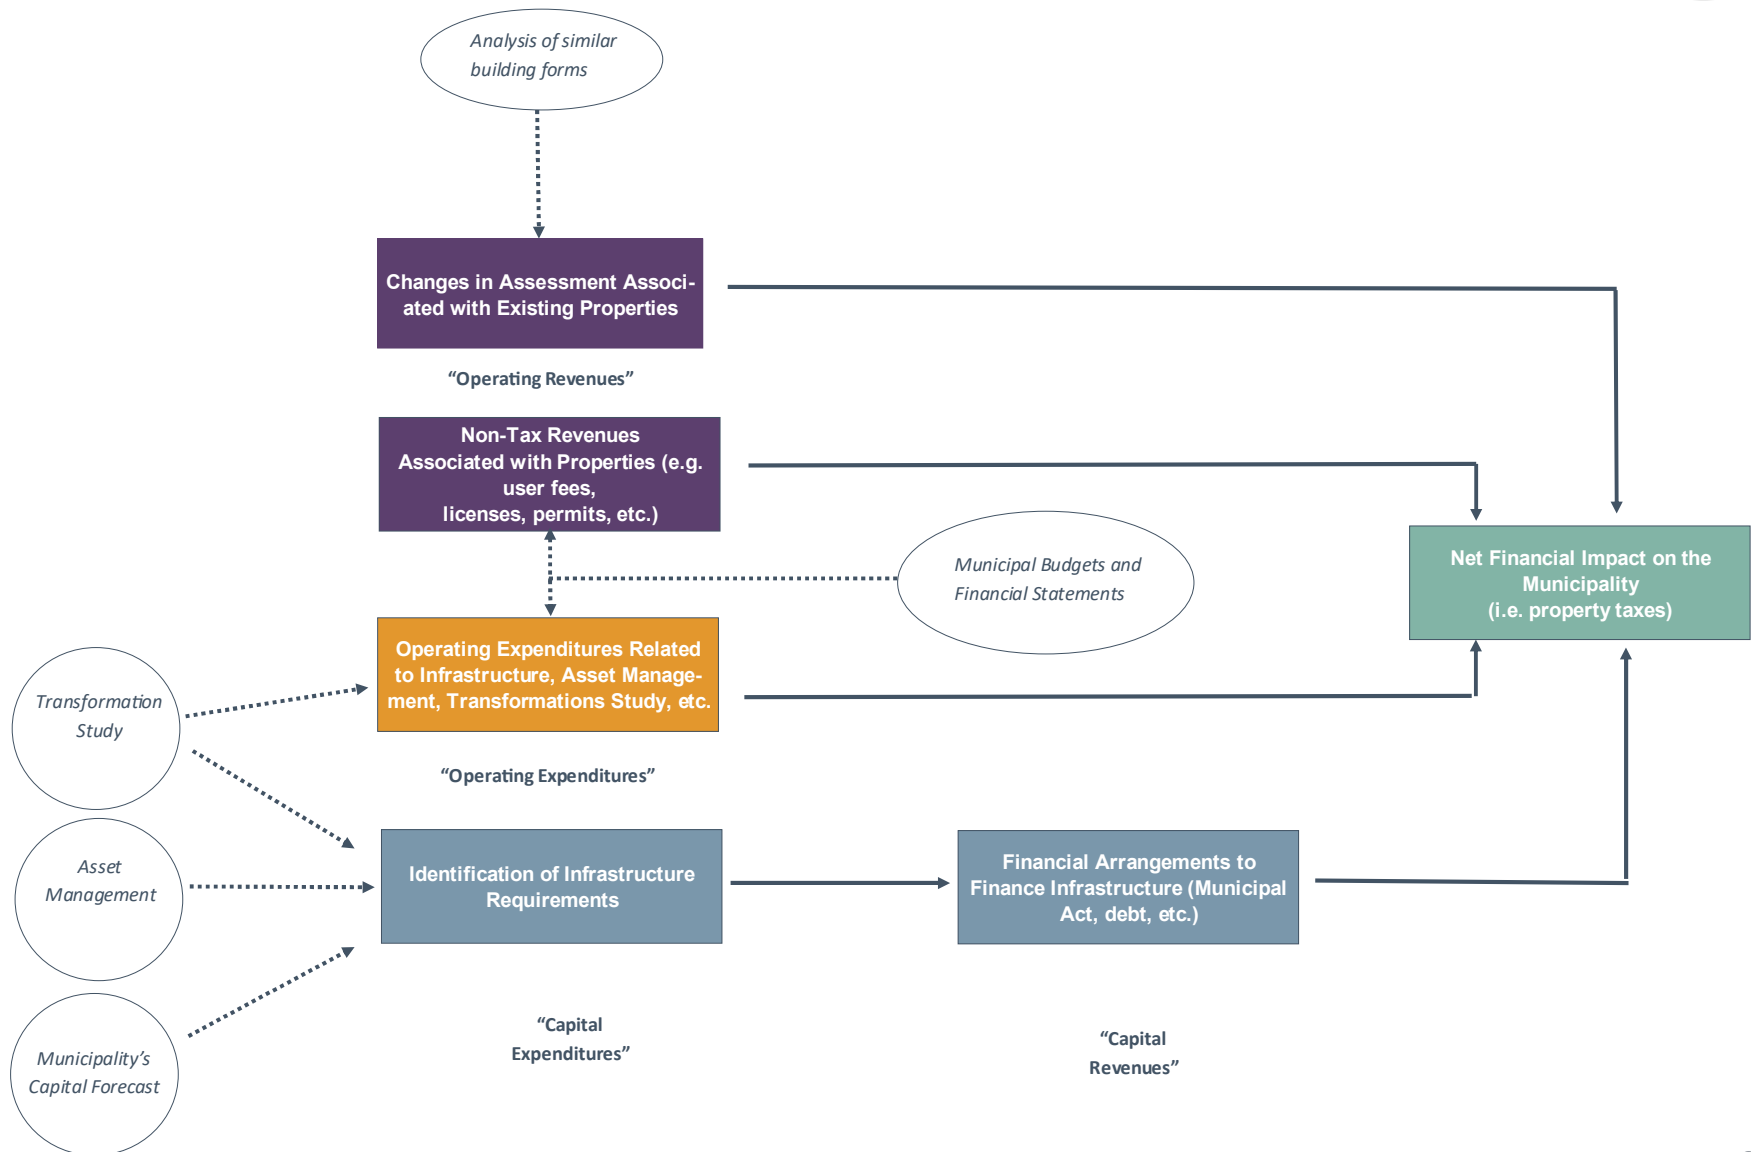 Analysis of similar
building forms
Changes in Assessment Associ-
ated with Existing Properties
“Operating Revenues”
Non-Tax Revenues
Associated with Properties (e.g.
user fees,
licenses, permits, etc.)
Municipal Budgets and
Financial Statements
Net Financial Impact on the
Municipality
(i.e. property taxes)
Operating Expenditures Related
to Infrastructure, Asset Manage-
ment, Transformations Study, etc.
Transformation
Study
“Operating Expenditures”
Asset
Management
Identification of Infrastructure
Requirements
Financial Arrangements to
Finance Infrastructure (Municipal
Act, debt, etc.)
“Capital
Expenditures”
“Capital
Revenues”
Municipality’s
Capital Forecast